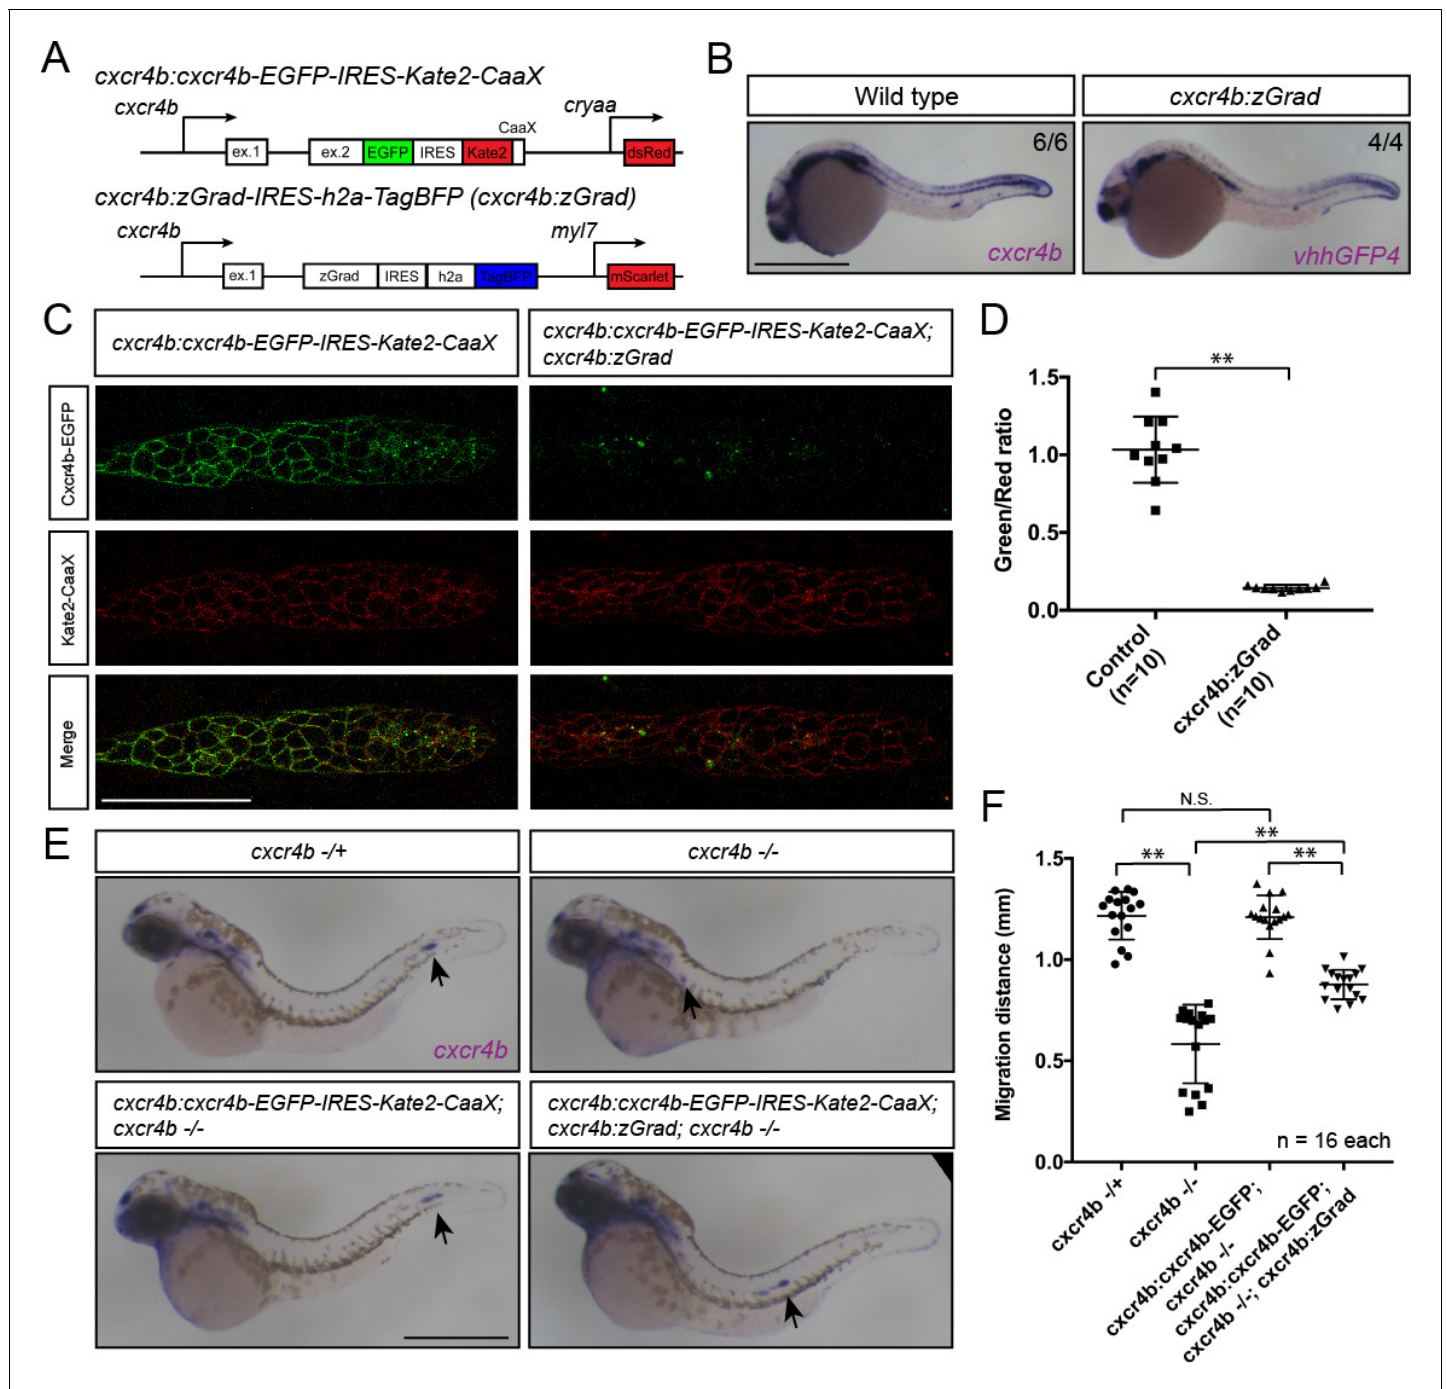 A
cxcr4b:cxcr4b-EGFP-IRES-Kate2-CaaX
cxcr4b
cryaa
CaaX
ex.1
ex.2
EGFP
IRES
Kate2
dsRed
cxcr4b:zGrad-IRES-h2a-TagBFP (cxcr4b:zGrad)
cxcr4b
myl7
ex.1
zGrad
IRES
h2a
TagBFP
mScarlet
B
Wild type
cxcr4b:zGrad
6/6
4/4
cxcr4b
vhhGFP4
C
cxcr4b:cxcr4b-EGFP-IRES-Kate2-CaaX
cxcr4b:cxcr4b-EGFP-IRES-Kate2-CaaX;
cxcr4b:zGrad
Cxcr4b-EGFP
Kate2-CaaX
Merge
D
**
1.5
1.0
0.5
0.0
Green/Red ratio
Control
(n=10)
cxcr4b:zGrad
(n=10)
E
cxcr4b -/+
cxcr4b -/-
cxcr4b
cxcr4b:cxcr4b-EGFP-IRES-Kate2-CaaX;
cxcr4b -/-
cxcr4b:cxcr4b-EGFP-IRES-Kate2-CaaX;
cxcr4b:zGrad; cxcr4b -/-
F
N.S.
**
**
**
1.5
1.0
0.5
0.0
Migration distance (mm)
n = 16 each
cxcr4b -/+
cxcr4b -/-
cxcr4b:cxcr4b-EGFP;
cxcr4b -/-
cxcr4b:cxcr4b-EGFP;
cxcr4b -/-; cxcr4b:zGrad